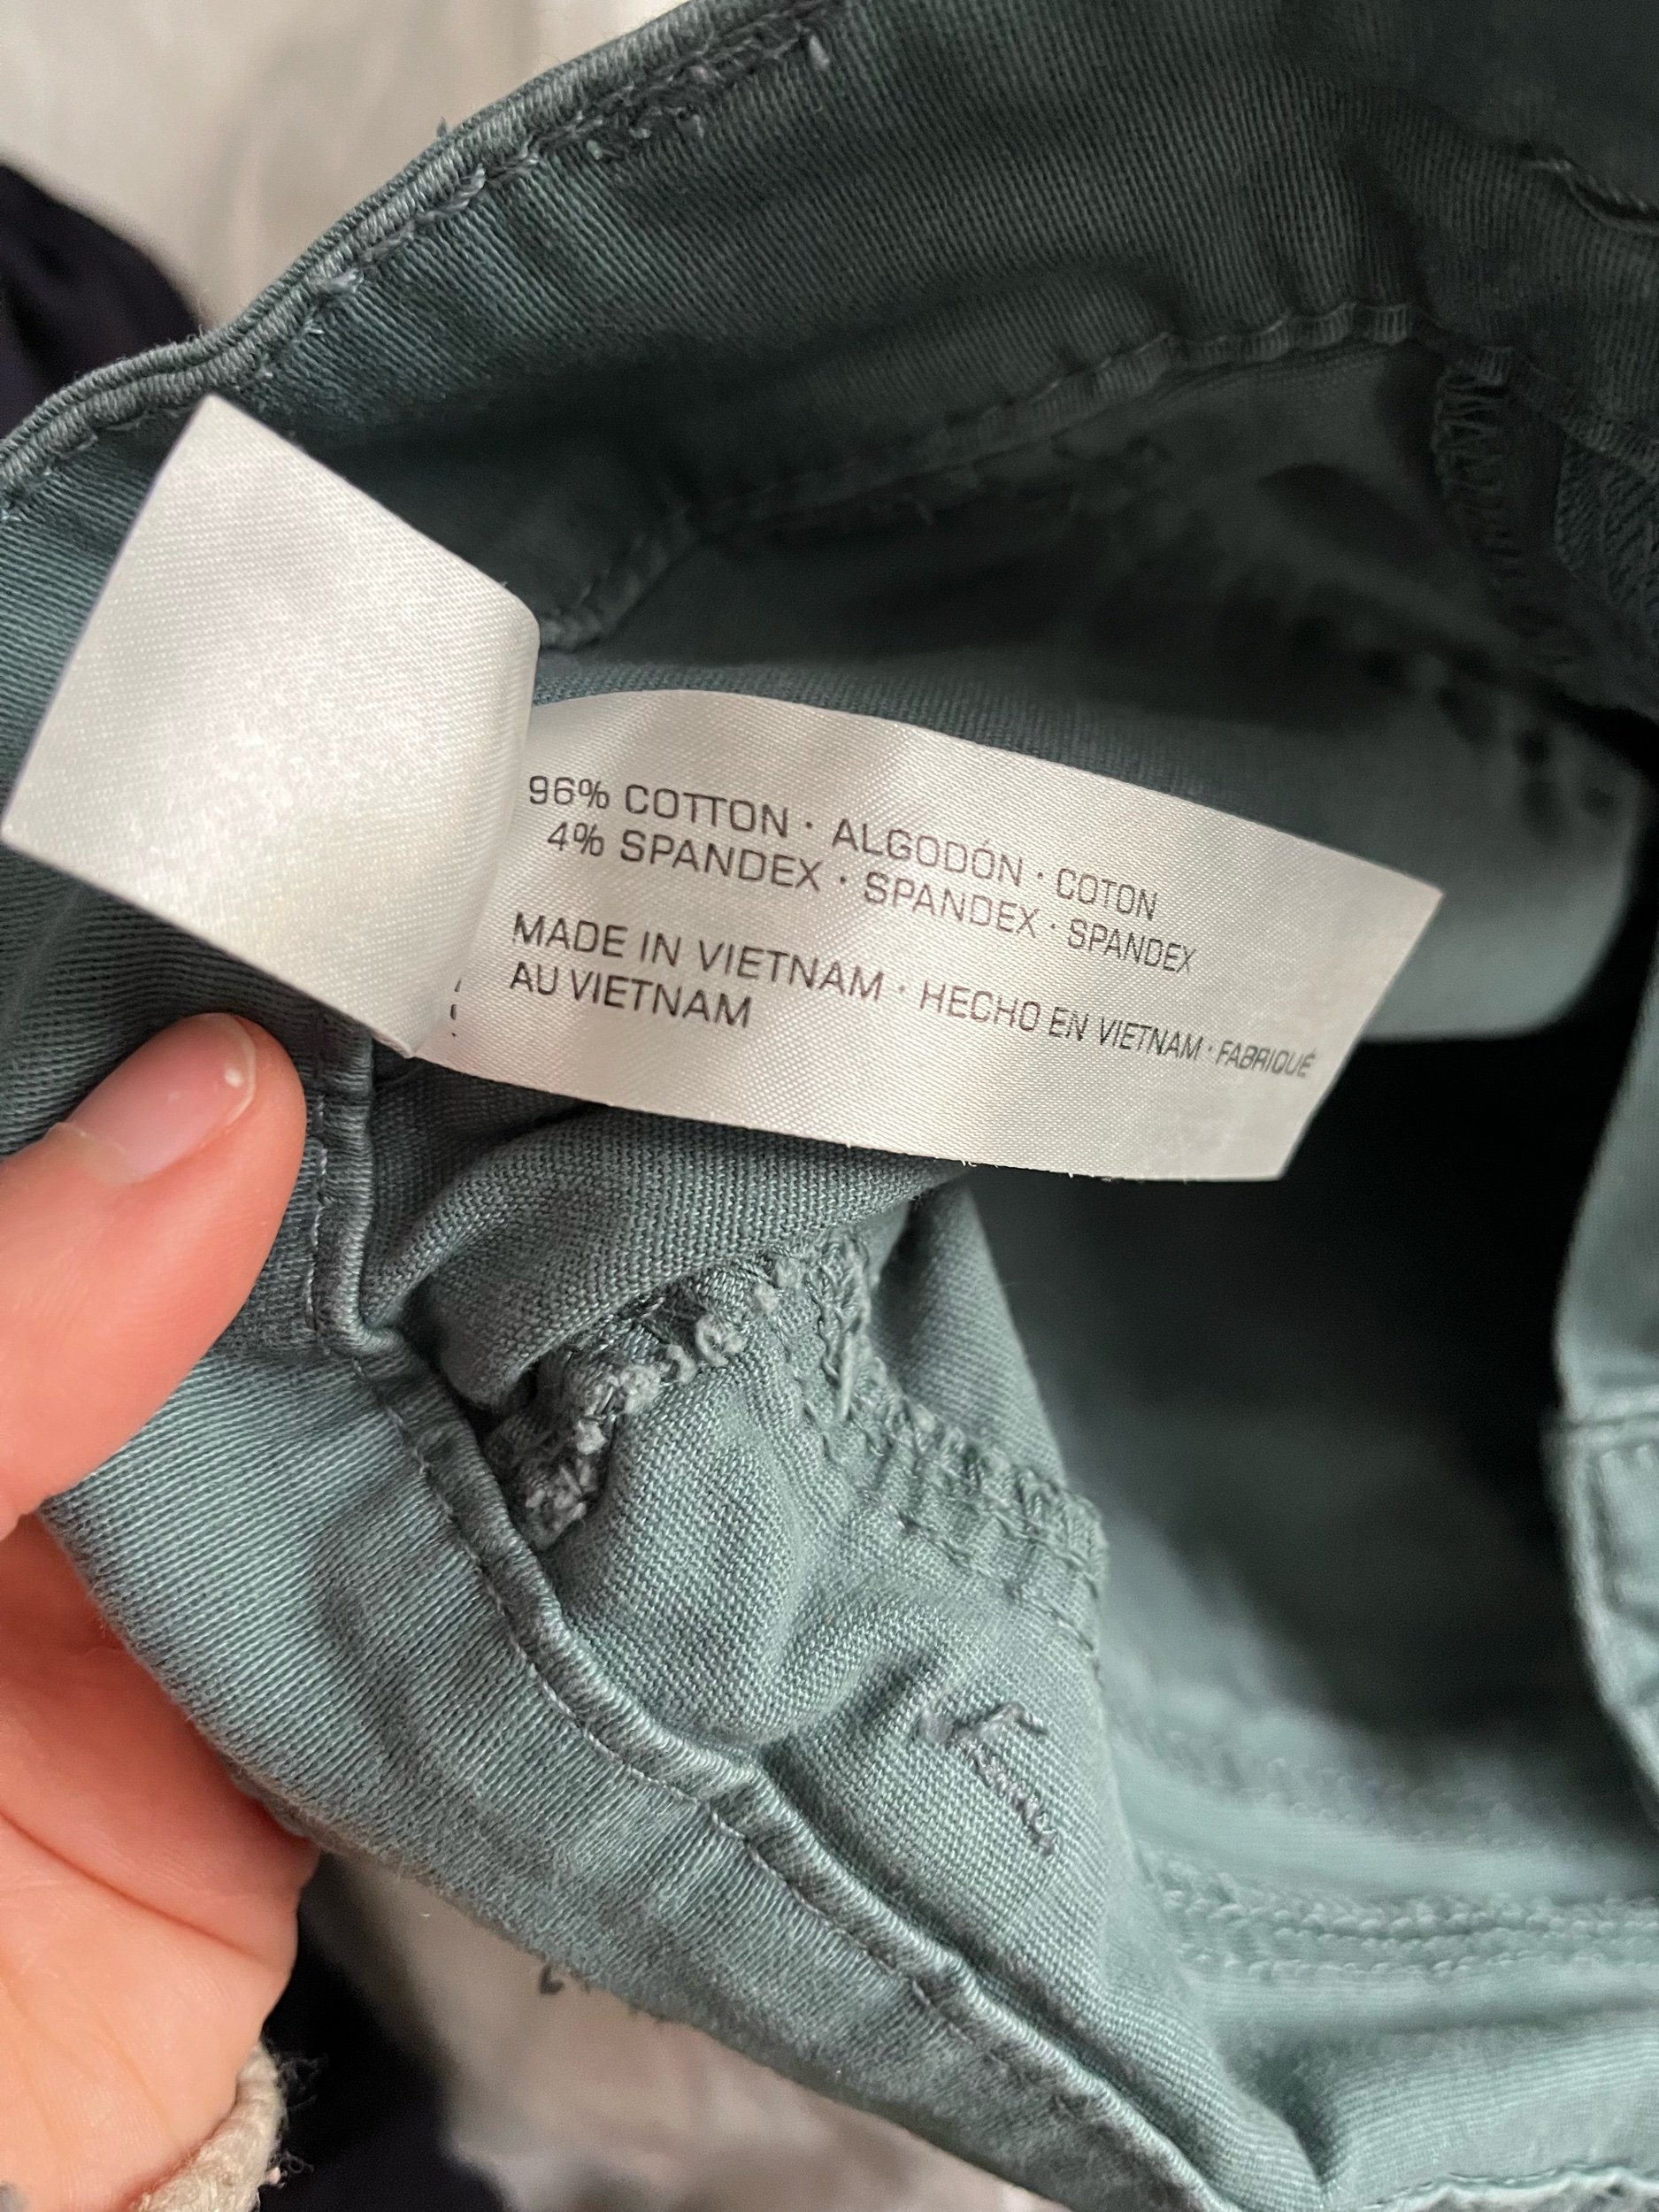 96% COTTON · ALGODÓN · COTON
4% SPANDEX · SPANDEX · SPANDEX
MADE IN VIETNAM · HECHO EN VIETNAM · FABRIQUÉ
AU VIETNAM